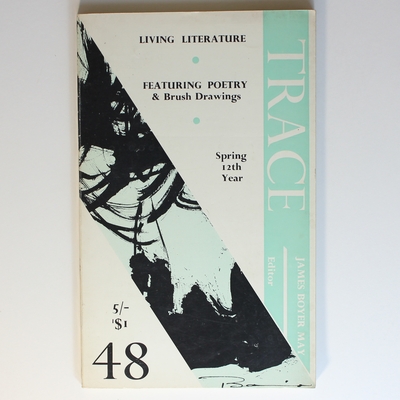 LIVING LITERATURE
FEATURING POETRY
& Brush Drawings
Spring
12th
Year
TRACE
JAMES BOYER MAY
Editor
5/-
$1
48